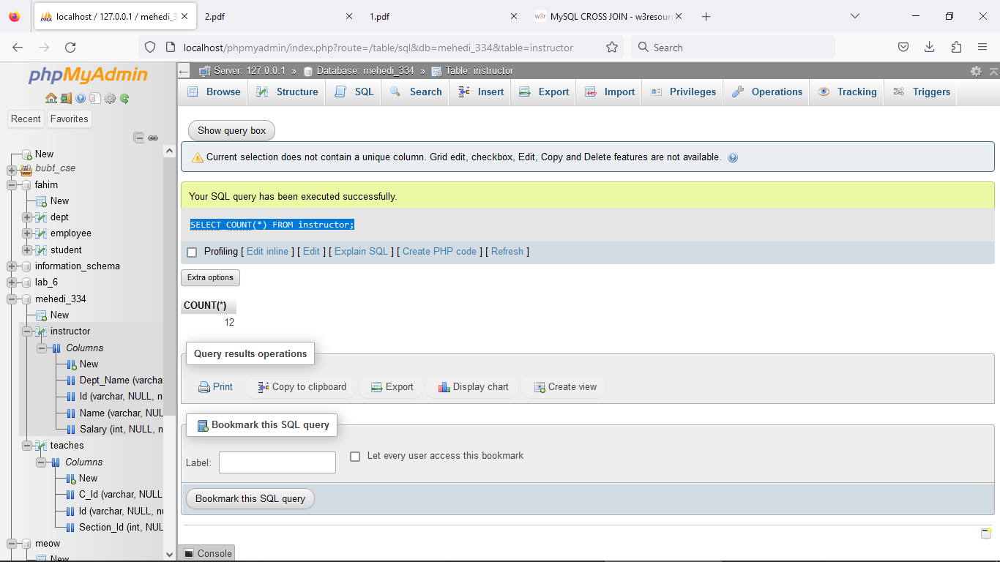 localhost / 127.0.0.1 / mehedi_3
2.pdf
1.pdf
w3r MySQL CROSS JOIN - w3resour
localhost/phpmyadmin/index.php?route=/table/sql&db=mehedi_334&table=instructor
Search
phpMyAdmin
Recent Favorites
New
bubt_cse
fahim
New
dept
employee
student
information_schema
lab_6
mehedi_334
New
instructor
Columns
New
Dept_Name (varcha
Id (varchar, NULL, n
Name (varchar, NUL
Salary (int, NULL, n
teaches
Columns
New
C_Id (varchar, NULL
Id (varchar, NULL, nu
Section_Id (int, NUL
meow
New
Server: 127.0.0.1 » Database: mehedi_334 » Table: instructor
Browse Structure SQL Search Insert Export Import Privileges Operations Tracking Triggers
Show query box
Current selection does not contain a unique column. Grid edit, checkbox, Edit, Copy and Delete features are not available.
Your SQL query has been executed successfully.
SELECT COUNT(*) FROM instructor;
Profiling [ Edit inline ] [ Edit ] [ Explain SQL ] [ Create PHP code ] [ Refresh ]
Extra options
COUNT(*)
12
Query results operations
Print Copy to clipboard Export Display chart Create view
Bookmark this SQL query
Label:
Let every user access this bookmark
Bookmark this SQL query
Console